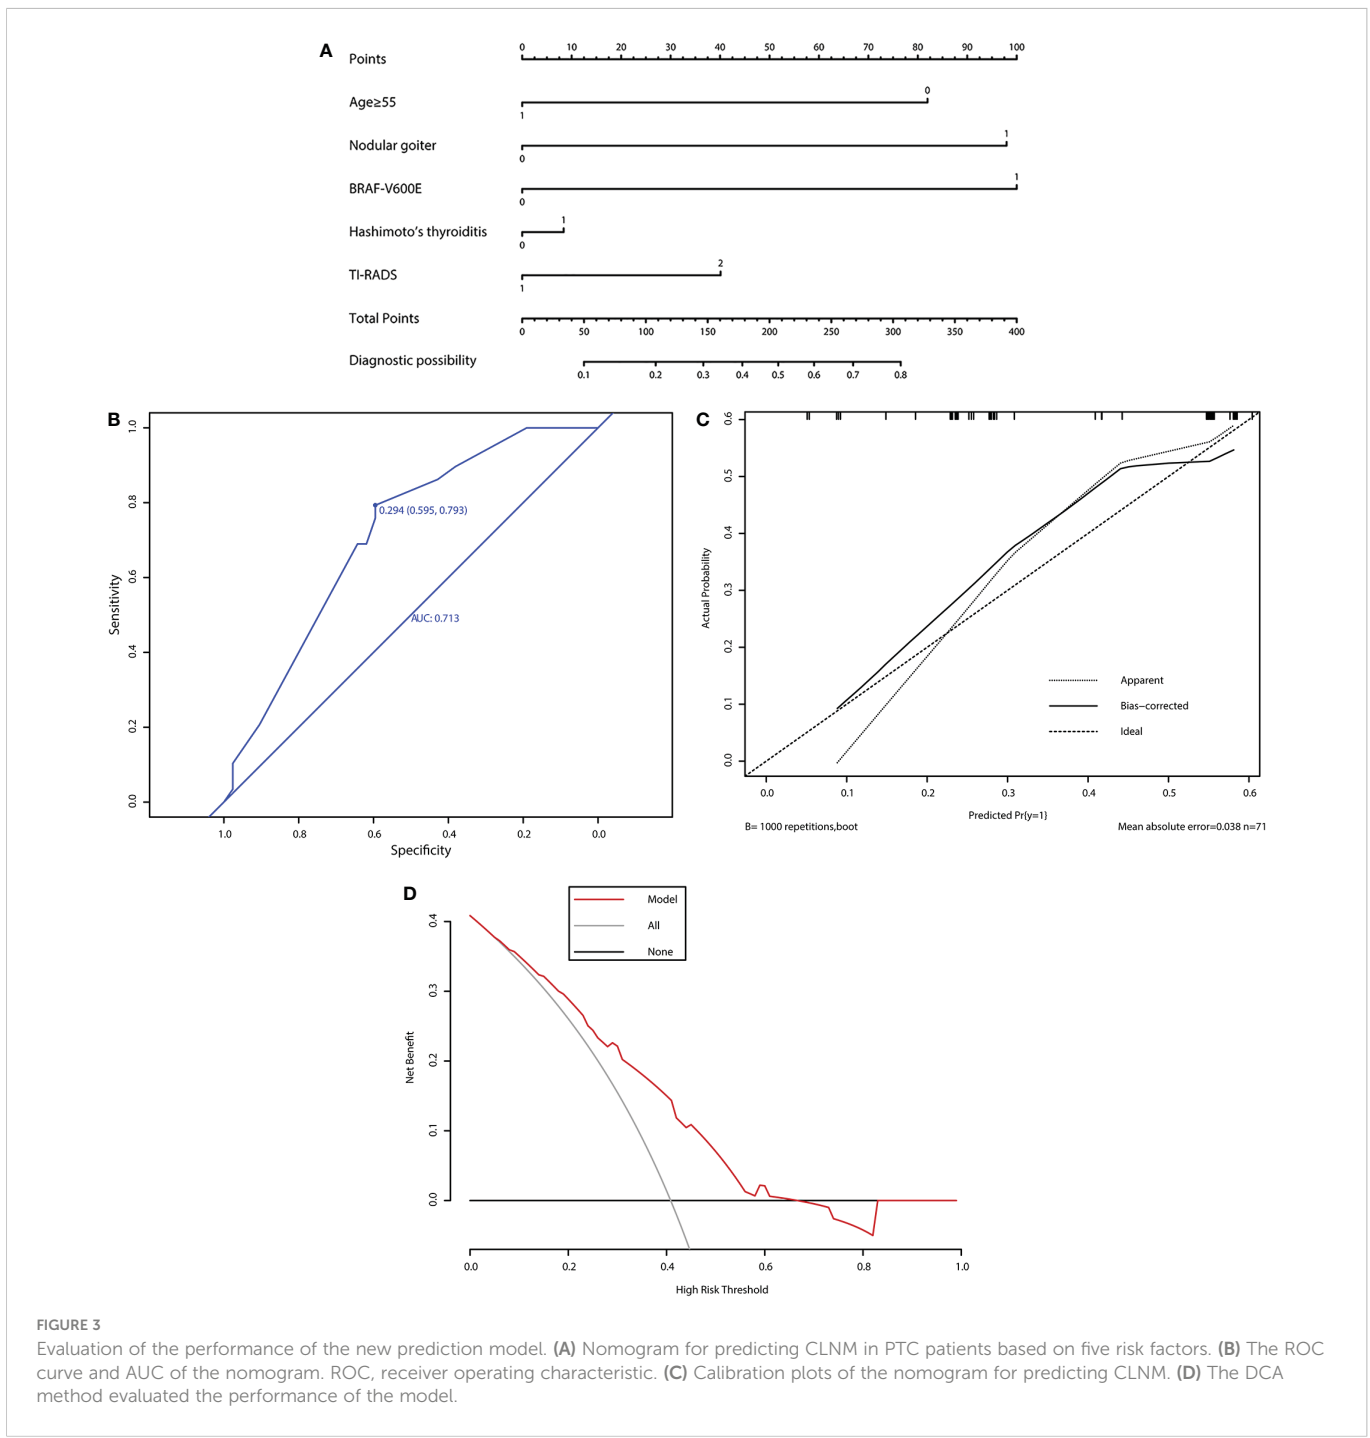 A
Points
0 10 20 30 40 50 60 70 80 90 100
Age≥55
0
1
Nodular goiter
1
0
BRAF-V600E
1
0
Hashimoto's thyroiditis
1
0
TI-RADS
2
1
Total Points
0 50 100 150 200 250 300 350 400
Diagnostic possibility
0.1 0.2 0.3 0.4 0.5 0.6 0.7 0.8
B
Sensitivity
1.0
0.8
0.6
0.4
0.2
0.0
0.294 (0.595, 0.793)
AUC: 0.713
1.0 0.8 0.6 0.4 0.2 0.0
Specificity
C
Actual Probability
0.6
0.5
0.4
0.3
0.2
0.1
0.0
Apparent
Bias-corrected
Ideal
0.0 0.1 0.2 0.3 0.4 0.5 0.6
Predicted Pr{y=1}
B= 1000 repetitions,boot
Mean absolute error=0.038 n=71
D
Model
All
None
Net Benefit
0.4
0.3
0.2
0.1
0.0
0.0 0.2 0.4 0.6 0.8 1.0
High Risk Threshold
FIGURE 3
Evaluation of the performance of the new prediction model. (A) Nomogram for predicting CLNM in PTC patients based on five risk factors. (B) The ROC
curve and AUC of the nomogram. ROC, receiver operating characteristic. (C) Calibration plots of the nomogram for predicting CLNM. (D) The DCA
method evaluated the performance of the model.